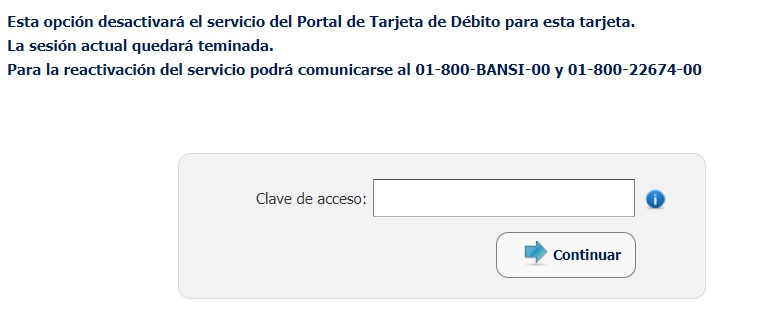 Esta opción desactivará el servicio del Portal de Tarjeta de Débito para esta tarjeta.
La sesión actual quedará teminada.
Para la reactivación del servicio podrá comunicarse al 01-800-BANSI-00 y 01-800-22674-00
Clave de acceso:
i
Continuar